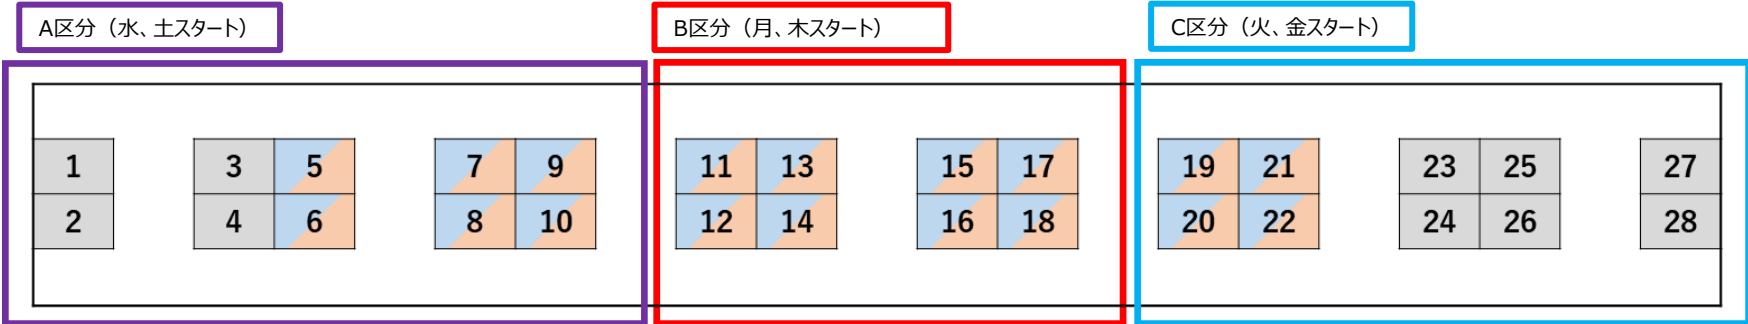 A区分（水、土スタート）
B区分（月、木スタート）
C区分（火、金スタート）
1 3 5 7 9 11 13 15 17 19 21 23 25 27
2 4 6 8 10 12 14 16 18 20 22 24 26 28